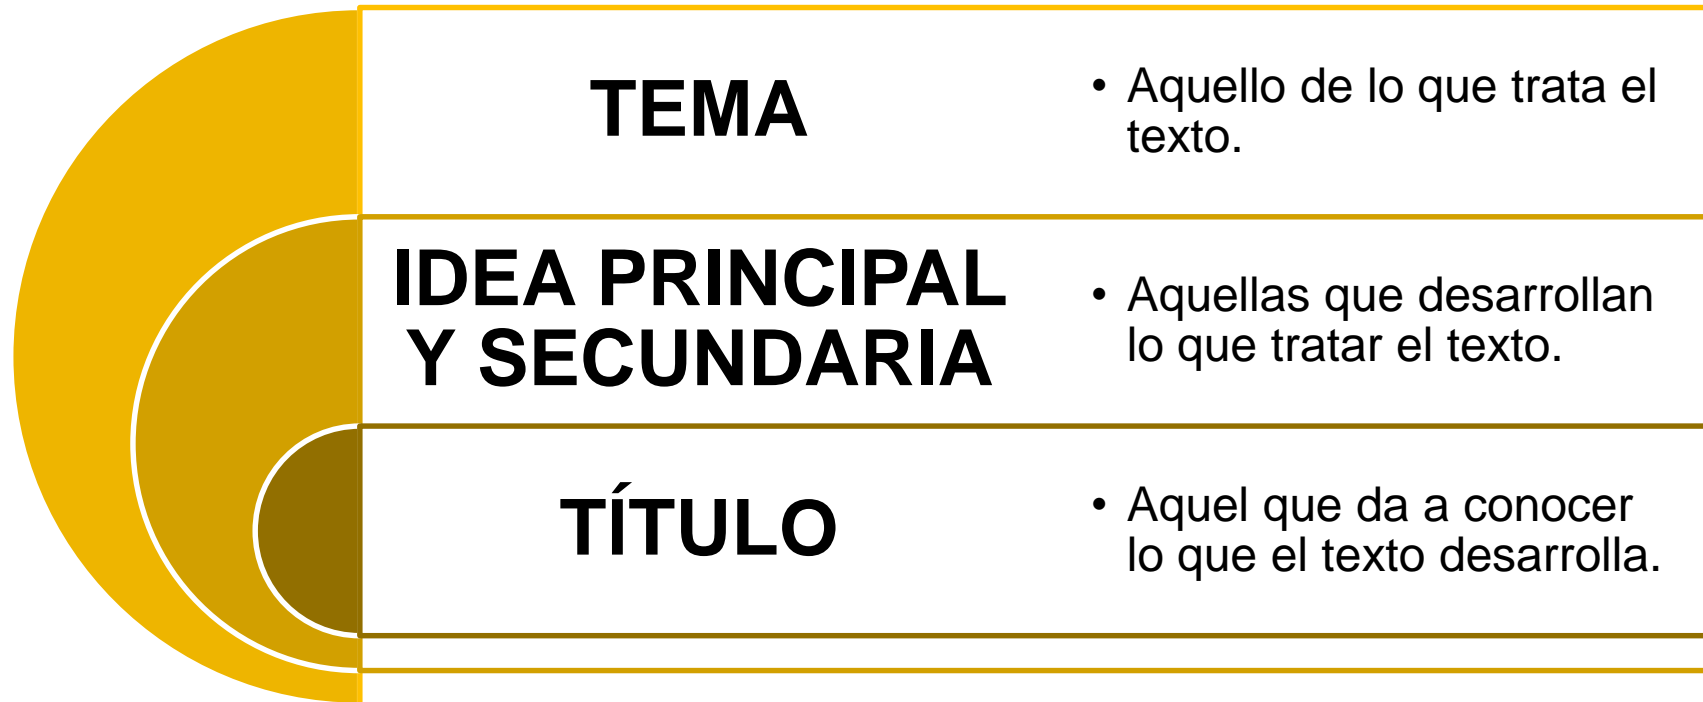 TEMA
• Aquello de lo que trata el
texto.
IDEA PRINCIPAL
Y SECUNDARIA
• Aquellas que desarrollan
lo que tratar el texto.
TÍTULO
• Aquel que da a conocer
lo que el texto desarrolla.